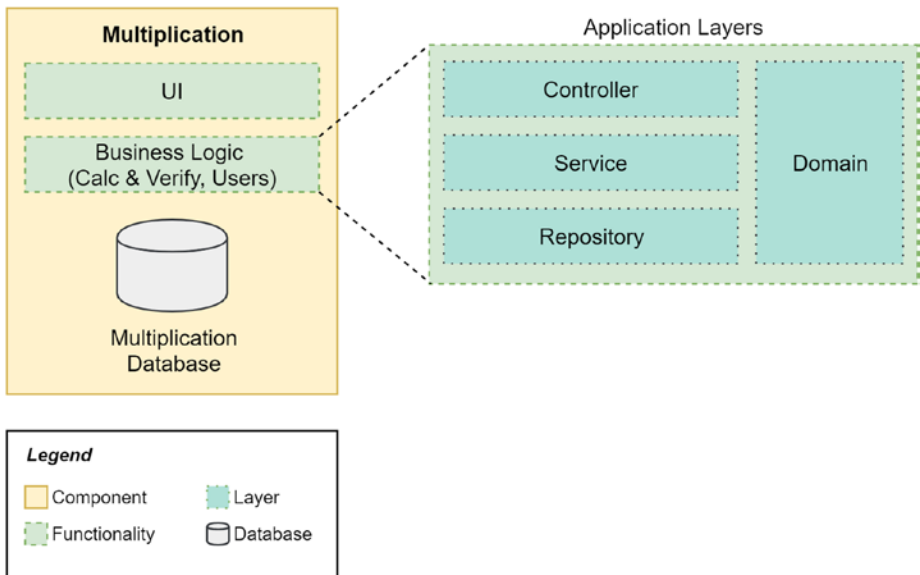 Multiplication
UI
Business Logic
(Calc & Verify, Users)
Multiplication
Database
Application Layers
Controller
Service
Repository
Domain
Legend
Component
Layer
Functionality
Database